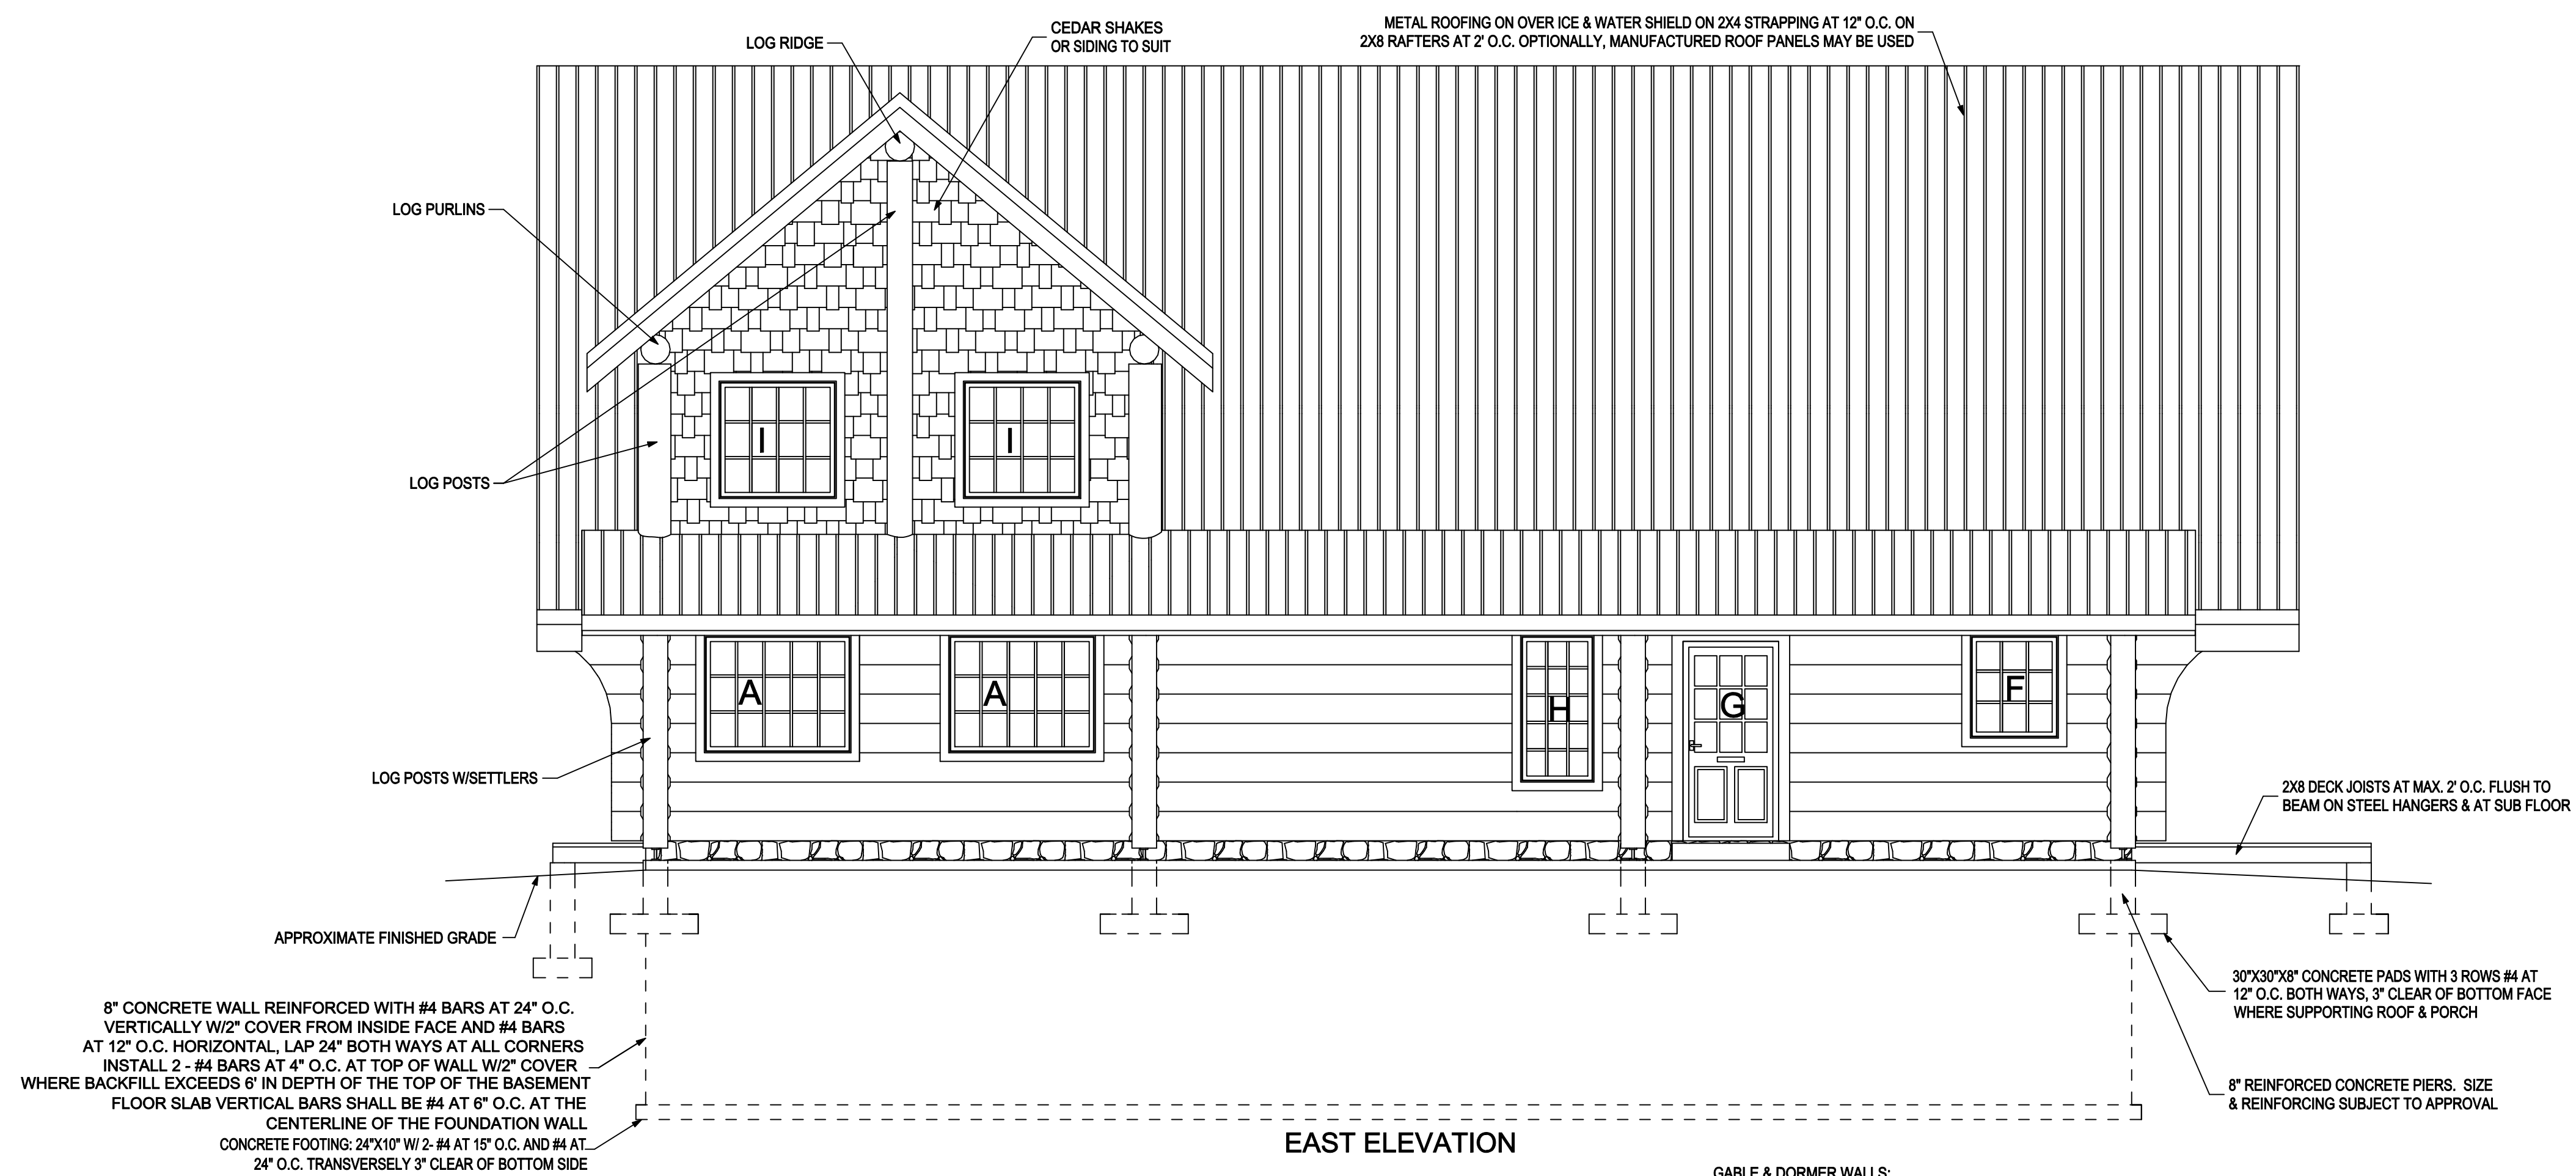 LOG RIDGE
CEDAR SHAKES
OR SIDING TO SUIT
METAL ROOFING ON OVER ICE & WATER SHIELD ON 2X4 STRAPPING AT 12" O.C. ON
2X8 RAFTERS AT 2' O.C. OPTIONALLY, MANUFACTURED ROOF PANELS MAY BE USED
LOG PURLINS
LOG POSTS
I
I
A
A
H
G
F
LOG POSTS W/SETTLERS
2X8 DECK JOISTS AT MAX. 2' O.C. FLUSH TO
BEAM ON STEEL HANGERS & AT SUB FLOOR
APPROXIMATE FINISHED GRADE
30"X30"X8" CONCRETE PADS WITH 3 ROWS #4 AT
12" O.C. BOTH WAYS, 3" CLEAR OF BOTTOM FACE
WHERE SUPPORTING ROOF & PORCH
8" CONCRETE WALL REINFORCED WITH #4 BARS AT 24" O.C.
VERTICALLY W/2" COVER FROM INSIDE FACE AND #4 BARS
AT 12" O.C. HORIZONTAL, LAP 24" BOTH WAYS AT ALL CORNERS
INSTALL 2 - #4 BARS AT 4" O.C. AT TOP OF WALL W/2" COVER
WHERE BACKFILL EXCEEDS 6' IN DEPTH OF THE TOP OF THE BASEMENT
FLOOR SLAB VERTICAL BARS SHALL BE #4 AT 6" O.C. AT THE
CENTERLINE OF THE FOUNDATION WALL
8" REINFORCED CONCRETE PIERS. SIZE
& REINFORCING SUBJECT TO APPROVAL
CONCRETE FOOTING: 24"X10" W/ 2- #4 AT 15" O.C. AND #4 AT
24" O.C. TRANSVERSELY 3" CLEAR OF BOTTOM SIDE
EAST ELEVATION
GABLE & DORMER WALLS: